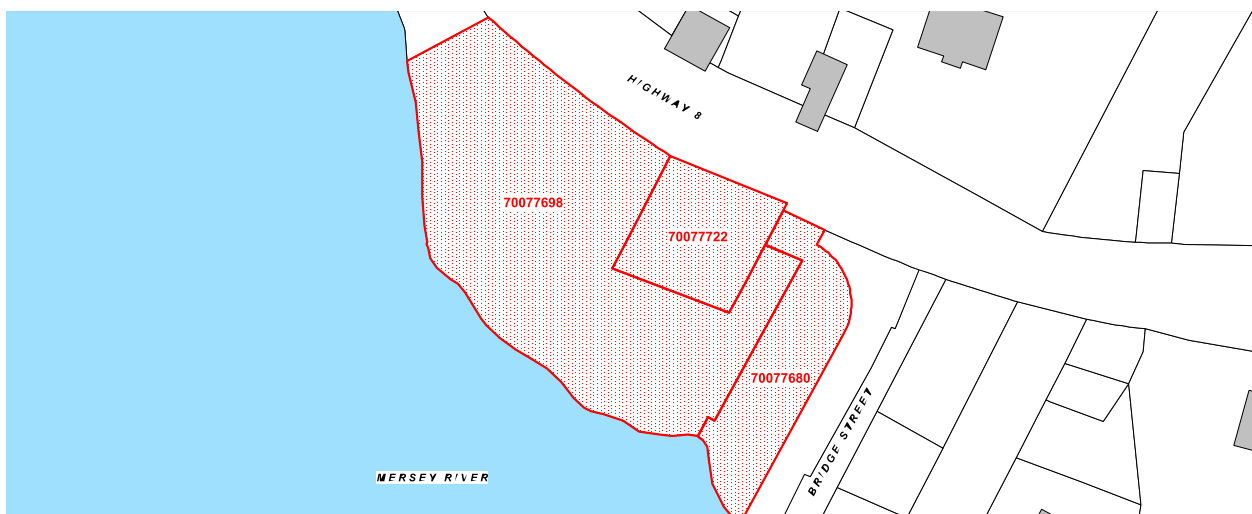 HIGHWAY 8
70077698
70077722
70077680
BRIDGE STREET
MERSEY RIVER